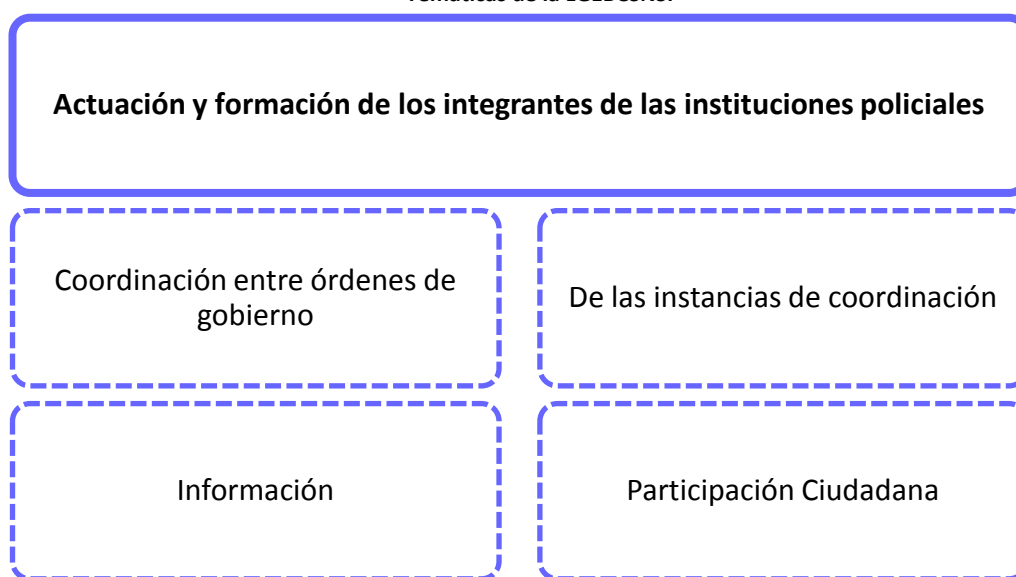 Actuación y formación de los integrantes de las instituciones policiales
Coordinación entre órdenes de
gobierno
De las instancias de coordinación
Información
Participación Ciudadana